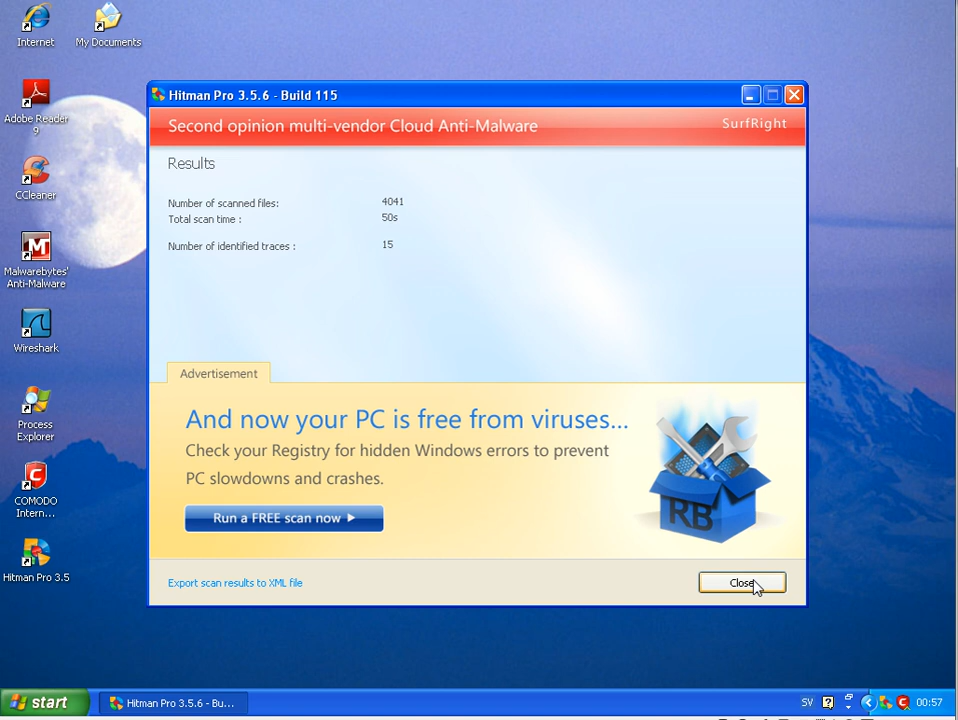 Internet
My Documents
Adobe Reader
9
CCleaner
Malwarebytes'
Anti-Malware
Wireshark
Process
Explorer
COMODO
Intern...
Hitman Pro 3.5
Hitman Pro 3.5.6 - Build 115
Second opinion multi-vendor Cloud Anti-Malware
SurfRight
Results
Number of scanned files: 4041
Total scan time : 50s
Number of identified traces : 15
Advertisement
And now your PC is free from viruses...
Check your Registry for hidden Windows errors to prevent
PC slowdowns and crashes.
Run a FREE scan now
RB
Export scan results to XML file
Close
start
Hitman Pro 3.5.6 - Bu...
SV
00:57